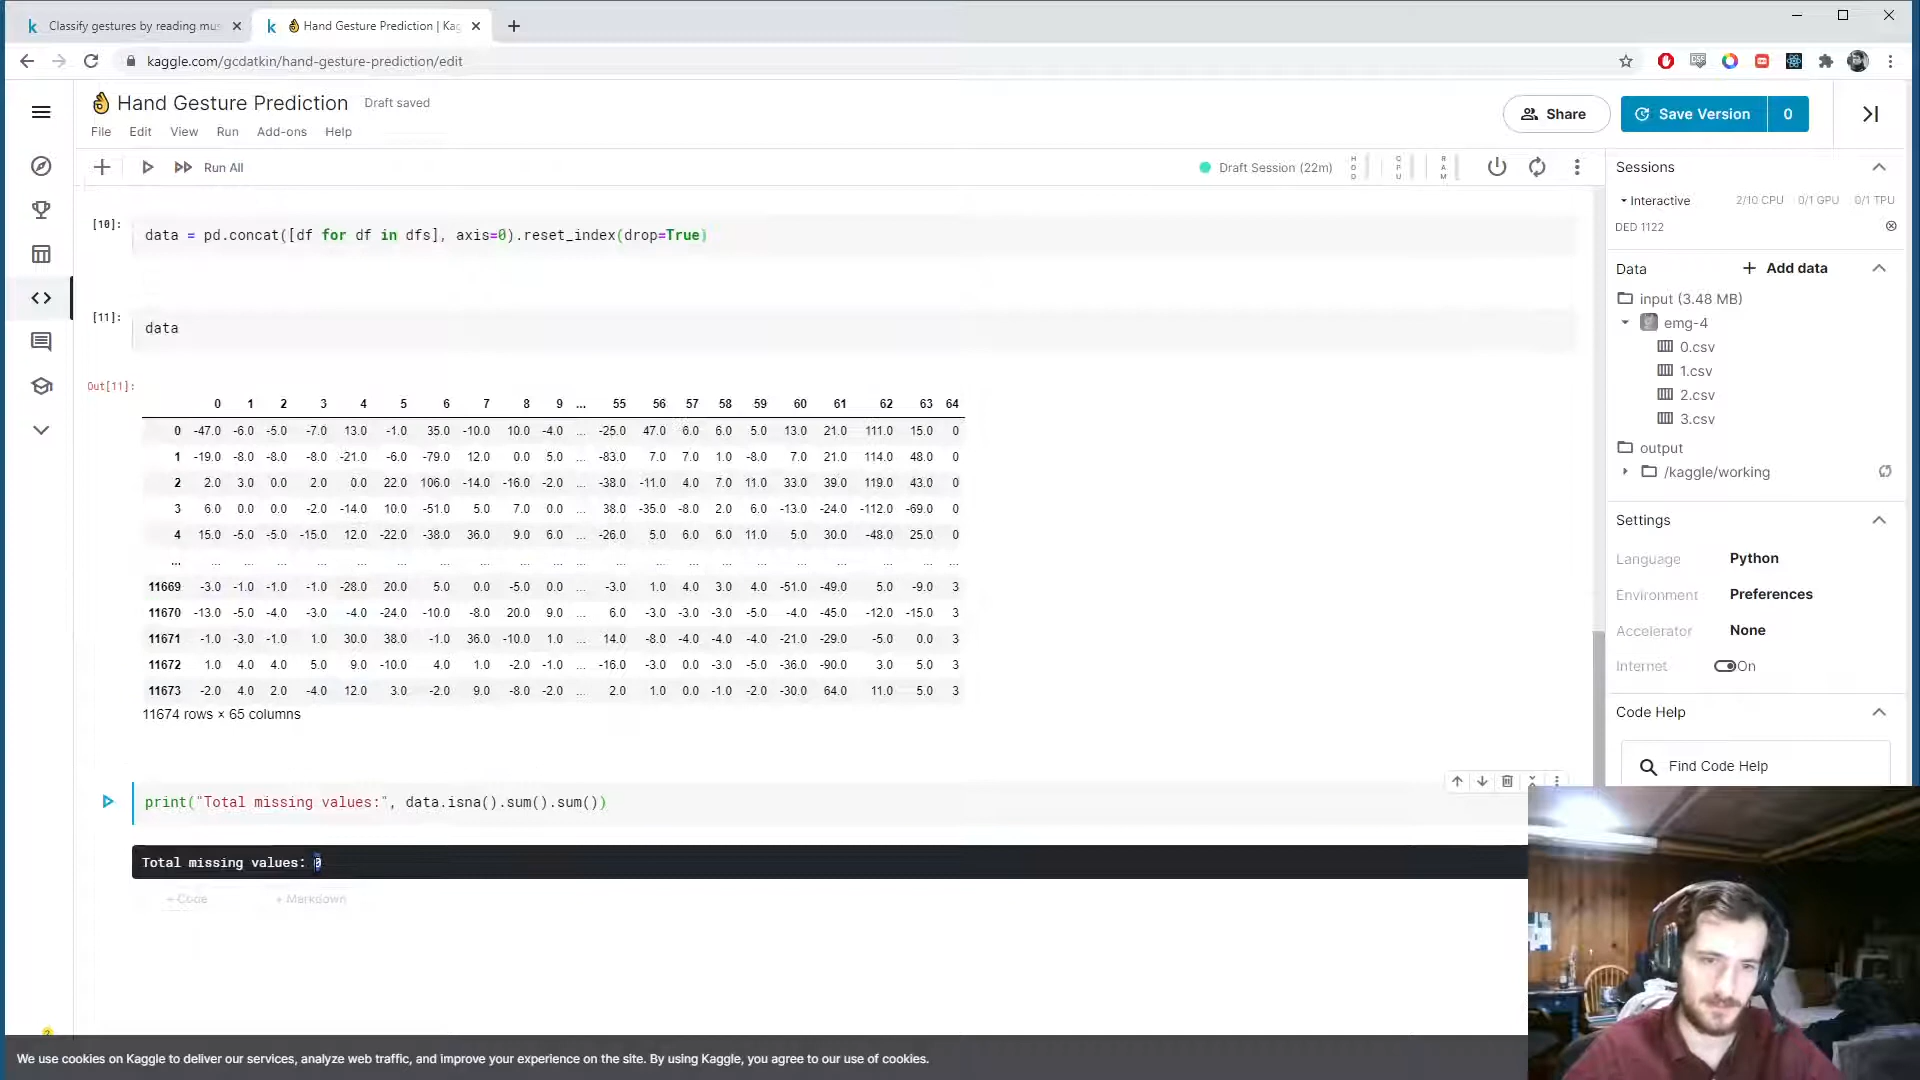 Classify gestures by reading mus
Hand Gesture Prediction | Kag
kaggle.com/gcdatkin/hand-gesture-prediction/edit
Hand Gesture Prediction
Draft saved
File Edit View Run Add-ons Help
Share
Save Version 0
Run All
Draft Session (22m)
HDD
CPU
RAM
[10]:
data = pd.concat([df for df in dfs], axis=0).reset_index(drop=True)
[11]:
data
Out[11]:
0 1 2 3 4 5 6 7 8 9 ... 55 56 57 58 59 60 61 62 63 64
0 -47.0 -6.0 -5.0 -7.0 13.0 -1.0 35.0 -10.0 10.0 -4.0 ... -25.0 47.0 6.0 6.0 5.0 13.0 21.0 111.0 15.0 0
1 -19.0 -8.0 -8.0 -8.0 -21.0 -6.0 -79.0 12.0 0.0 5.0 ... -83.0 7.0 7.0 1.0 -8.0 7.0 21.0 114.0 48.0 0
2 2.0 3.0 0.0 2.0 0.0 22.0 106.0 -14.0 -16.0 -2.0 ... -38.0 -11.0 4.0 7.0 11.0 33.0 39.0 119.0 43.0 0
3 6.0 0.0 0.0 -2.0 -14.0 10.0 -51.0 5.0 7.0 0.0 ... 38.0 -35.0 -8.0 2.0 6.0 -13.0 -24.0 -112.0 -69.0 0
4 15.0 -5.0 -5.0 -15.0 12.0 -22.0 -38.0 36.0 9.0 6.0 ... -26.0 5.0 6.0 6.0 11.0 5.0 30.0 -48.0 25.0 0
... ... ... ... ... ... ... ... ... ... ... ... ... ... ... ... ... ... ... ... ...
11669 -3.0 -1.0 -1.0 -1.0 -28.0 20.0 5.0 0.0 -5.0 0.0 ... -3.0 1.0 4.0 3.0 4.0 -51.0 -49.0 5.0 -9.0 3
11670 -13.0 -5.0 -4.0 -3.0 -4.0 -24.0 -10.0 -8.0 20.0 9.0 ... 6.0 -3.0 -3.0 -3.0 -5.0 -4.0 -45.0 -12.0 -15.0 3
11671 -1.0 -3.0 -1.0 1.0 30.0 38.0 -1.0 36.0 -10.0 1.0 ... 14.0 -8.0 -4.0 -4.0 -4.0 -21.0 -29.0 -5.0 0.0 3
11672 1.0 4.0 4.0 5.0 9.0 -10.0 4.0 1.0 -2.0 -1.0 ... -16.0 -3.0 0.0 -3.0 -5.0 -36.0 -90.0 3.0 5.0 3
11673 -2.0 4.0 2.0 -4.0 12.0 3.0 -2.0 9.0 -8.0 -2.0 ... 2.0 1.0 0.0 -1.0 -2.0 -30.0 64.0 11.0 5.0 3
11674 rows × 65 columns
print("Total missing values:", data.isna().sum().sum())
Total missing values: 0
+ Code + Markdown
Sessions
Interactive 2/10 CPU 0/1 GPU 0/1 TPU
DED 1122
Data + Add data
input (3.48 MB)
emg-4
0.csv
1.csv
2.csv
3.csv
output
/kaggle/working
Settings
Language Python
Environment Preferences
Accelerator None
Internet On
Code Help
Find Code Help
We use cookies on Kaggle to deliver our services, analyze web traffic, and improve your experience on the site. By using Kaggle, you agree to our use of cookies.